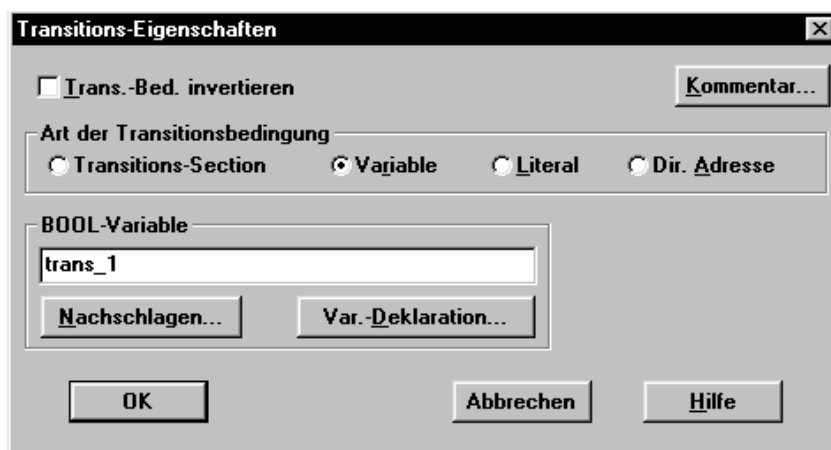 Transitions-Eigenschaften
Trans.-Bed. invertieren
Kommentar...
Art der Transitionsbedingung
Transitions-Section Variable Literal Dir. Adresse
BOOL-Variable
trans_1
Nachschlagen... Var.-Deklaration...
OK Abbrechen Hilfe